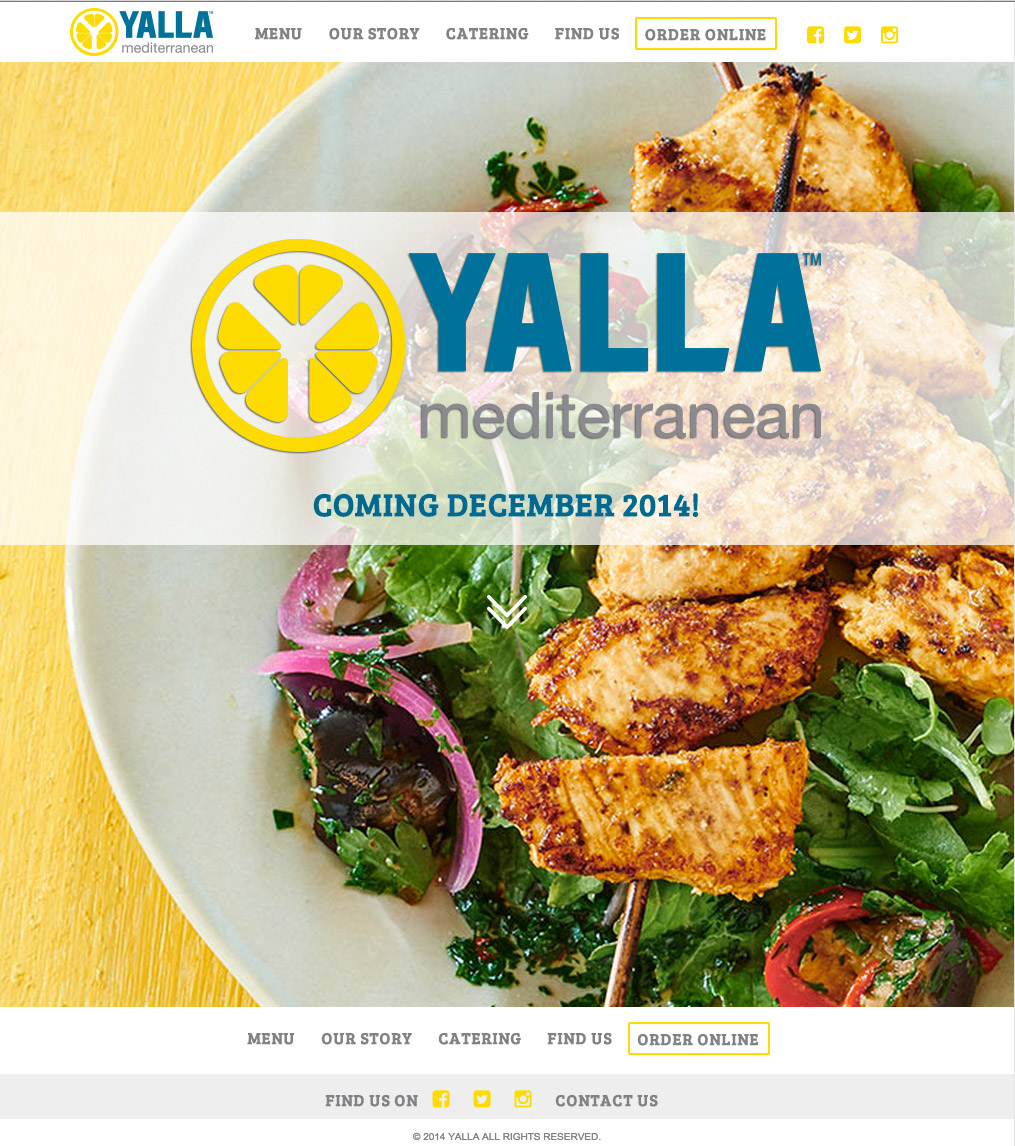 YALLA™
mediterranean
MENU OUR STORY CATERING FIND US ORDER ONLINE
YALLA™
mediterranean
COMING DECEMBER 2014!
MENU OUR STORY CATERING FIND US ORDER ONLINE
FIND US ON CONTACT US
© 2014 YALLA ALL RIGHTS RESERVED.